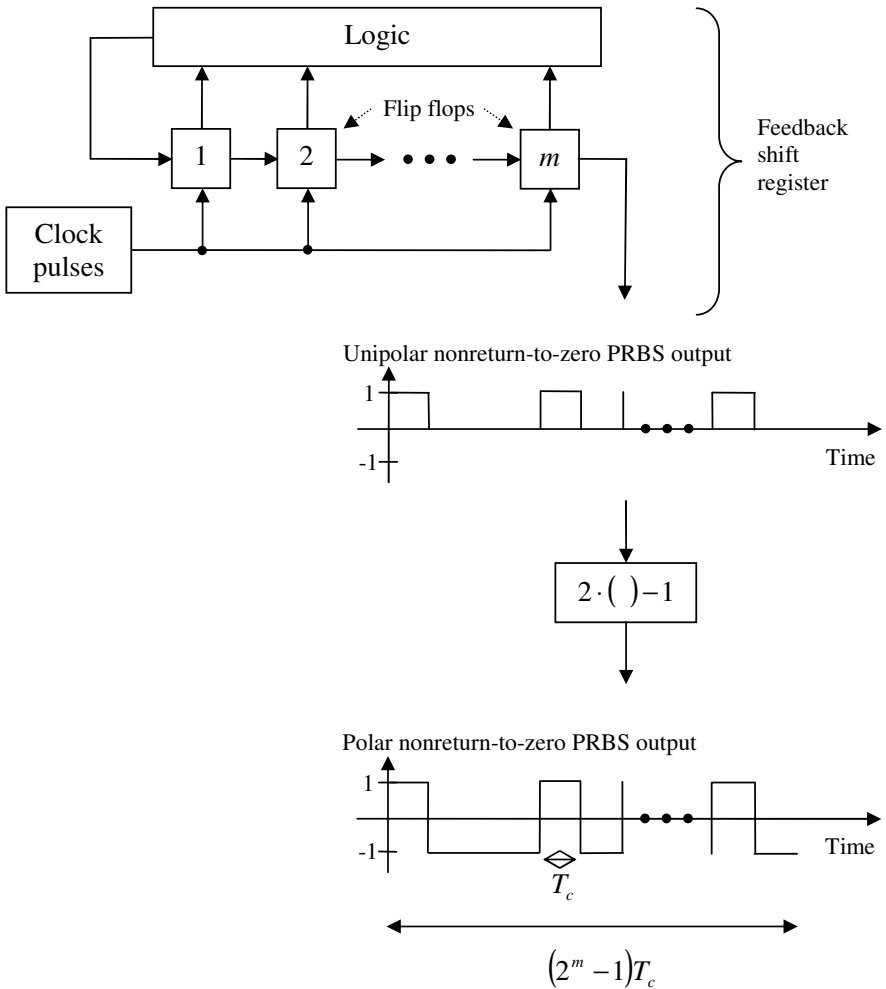 Logic
Flip flops
1
2
m
Feedback
shift
register
Clock
pulses
Unipolar nonreturn-to-zero PRBS output
1
-1
Time
2·( )−1
Polar nonreturn-to-zero PRBS output
1
-1
Time
T_c
(2^m −1)T_c